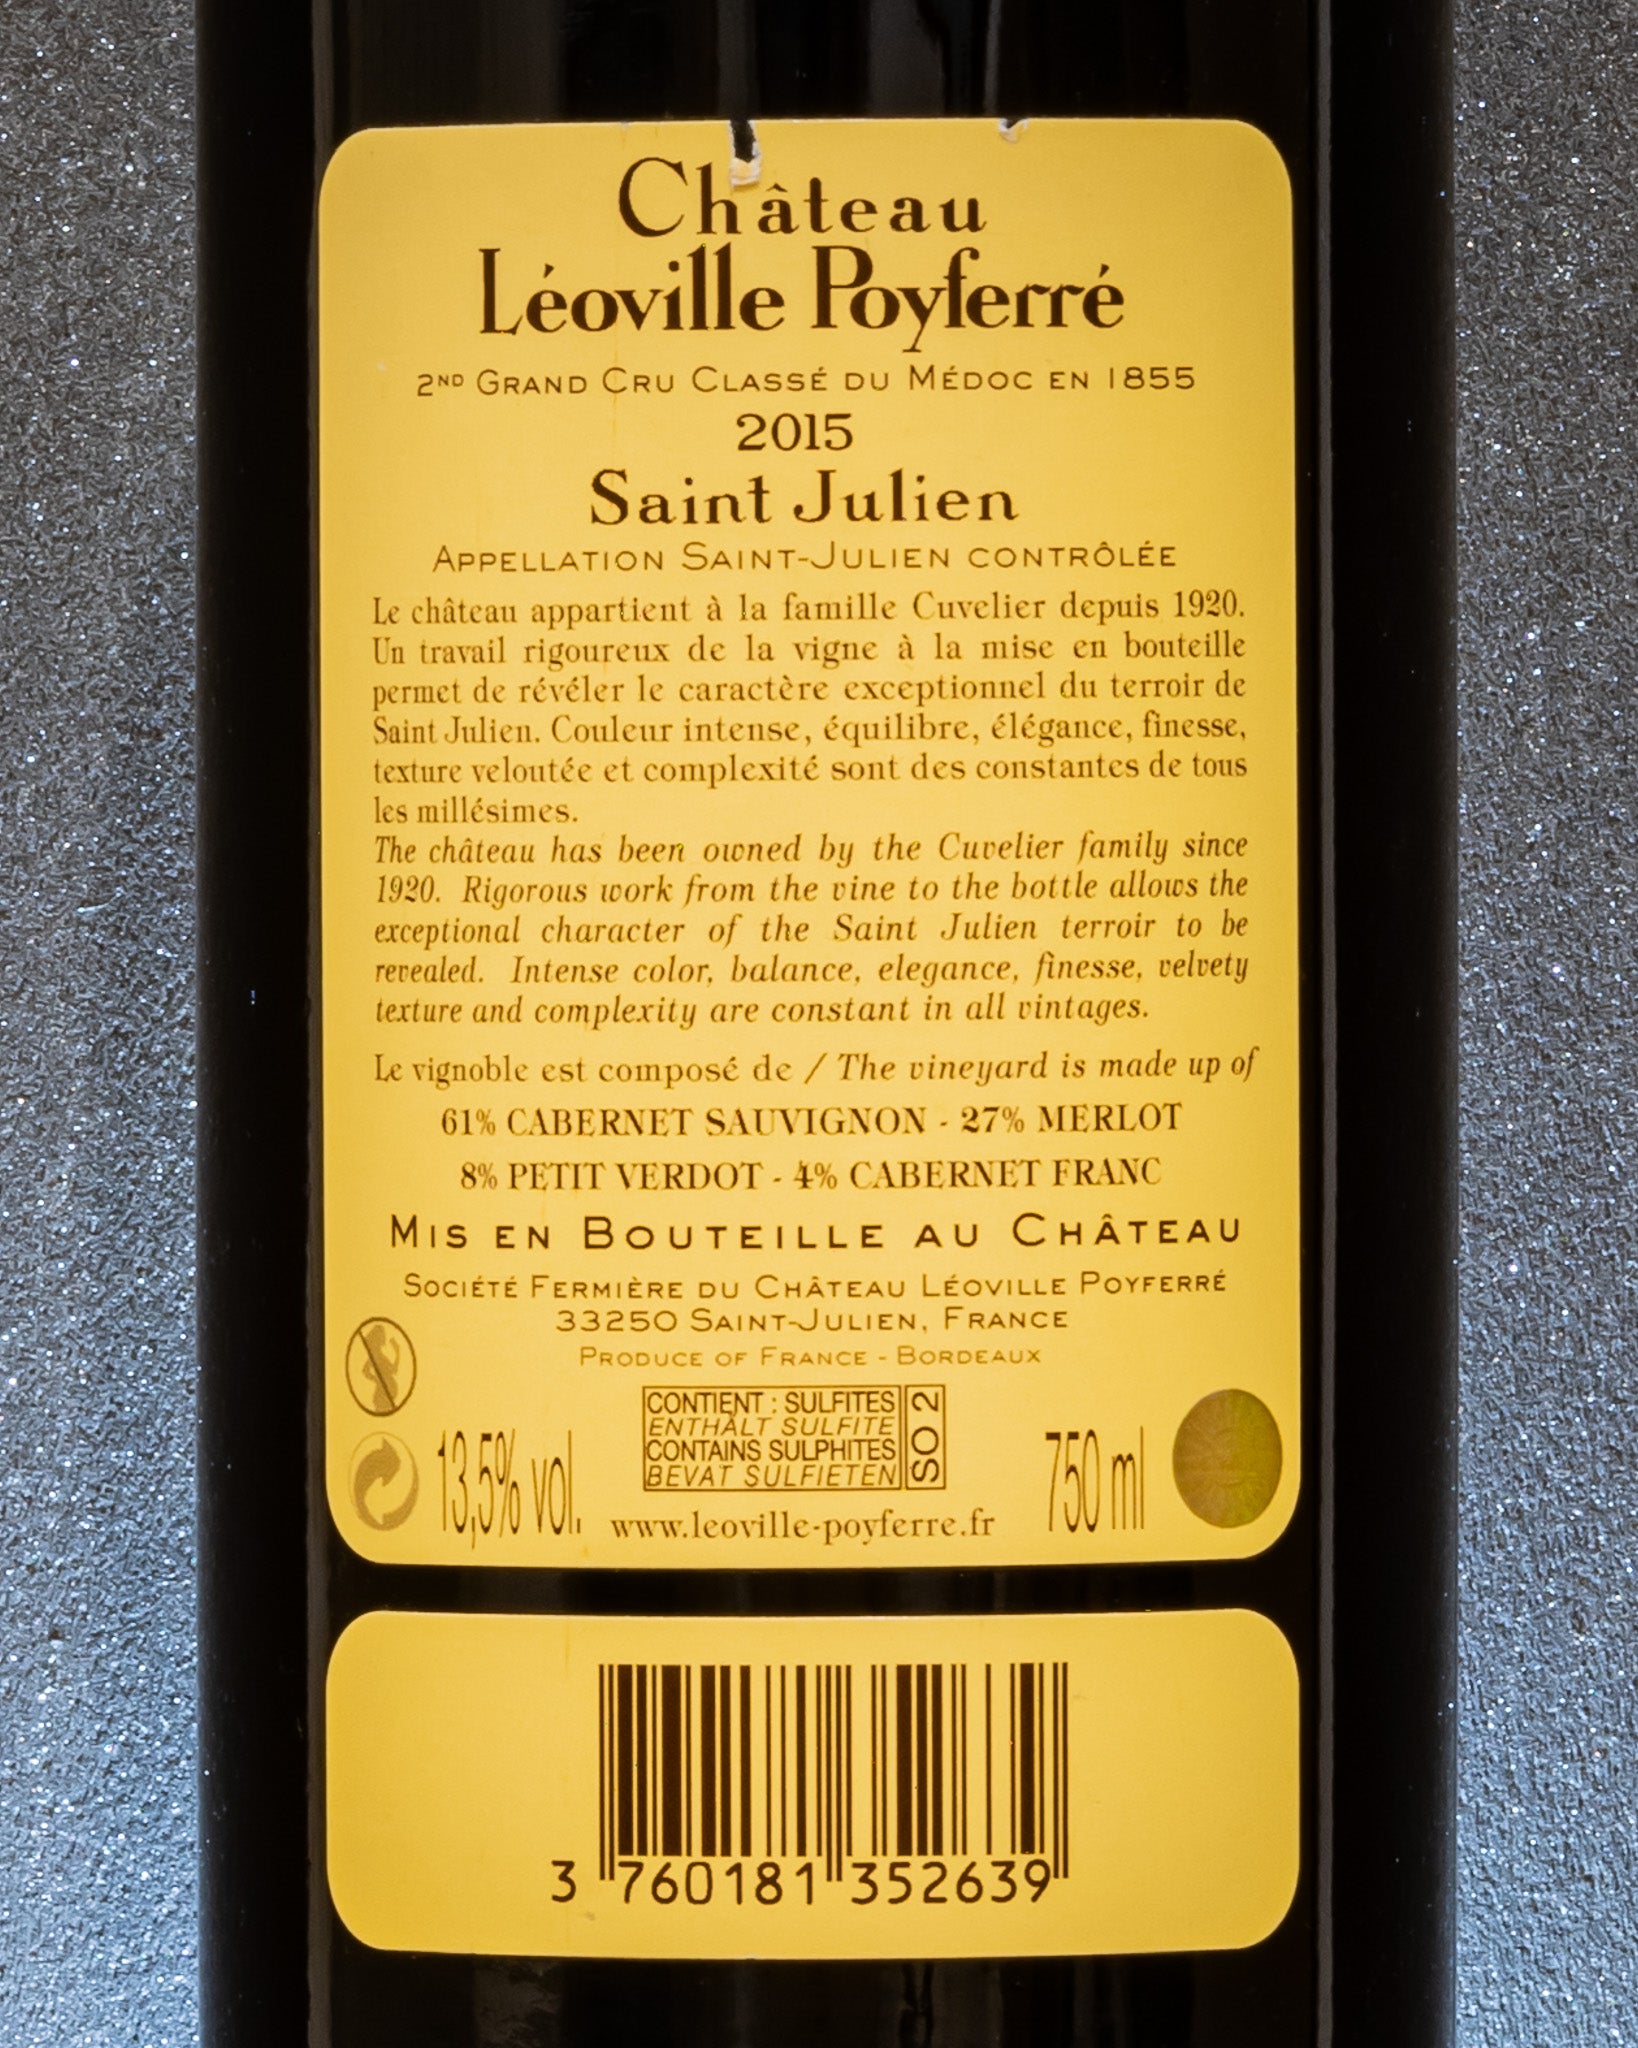 Château
Léoville Poyferré
2ND GRAND CRU CLASSÉ DU MÉDOC EN 1855
2015
Saint Julien
APPELLATION SAINT-JULIEN CONTRÔLÉE
Le château appartient à la famille Cuvelier depuis 1920.
Un travail rigoureux de la vigne à la mise en bouteille
permet de révéler le caractère exceptionnel du terroir de
Saint Julien. Couleur intense, équilibre, élégance, finesse,
texture veloutée et complexité sont des constantes de tous
les millésimes.
The château has been owned by the Cuvelier family since
1920. Rigorous work from the vine to the bottle allows the
exceptional character of the Saint Julien terroir to be
revealed. Intense color, balance, elegance, finesse, velvety
texture and complexity are constant in all vintages.
Le vignoble est composé de / The vineyard is made up of
61% CABERNET SAUVIGNON - 27% MERLOT
8% PETIT VERDOT - 4% CABERNET FRANC
MIS EN BOUTEILLE AU CHÂTEAU
SOCIÉTÉ FERMIÈRE DU CHÂTEAU LÉOVILLE POYFERRÉ
33250 SAINT-JULIEN, FRANCE
PRODUCE OF FRANCE - BORDEAUX
CONTIENT : SULFITES
ENTHÄLT SULFITE
CONTAINS SULPHITES
BEVAT SULFIETEN
SO2
13,5% vol.
750 ml
www.leoville-poyferre.fr
3 760181 352639